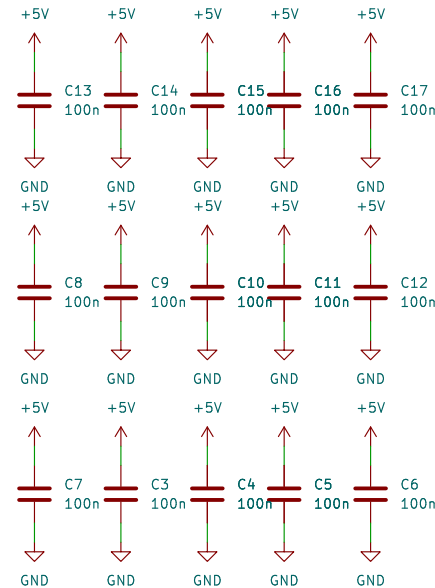 +5V +5V +5V +5V +5V
C13 C14 C15 C16 C17
100n 100n 100n 100n 100n
GND GND GND GND GND
+5V +5V +5V +5V +5V
C8 C9 C10 C11 C12
100n 100n 100n 100n 100n
GND GND GND GND GND
+5V +5V +5V +5V +5V
C7 C3 C4 C5 C6
100n 100n 100n 100n 100n
GND GND GND GND GND